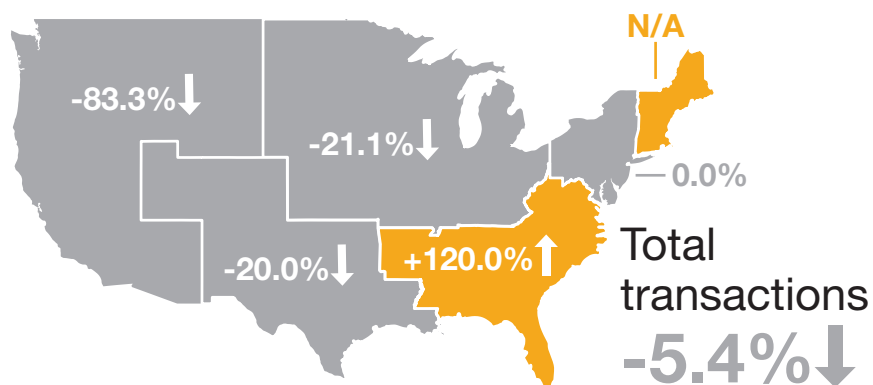 N/A
-83.3%
-21.1%
0.0%
-20.0%
+120.0%
Total
transactions
-5.4%